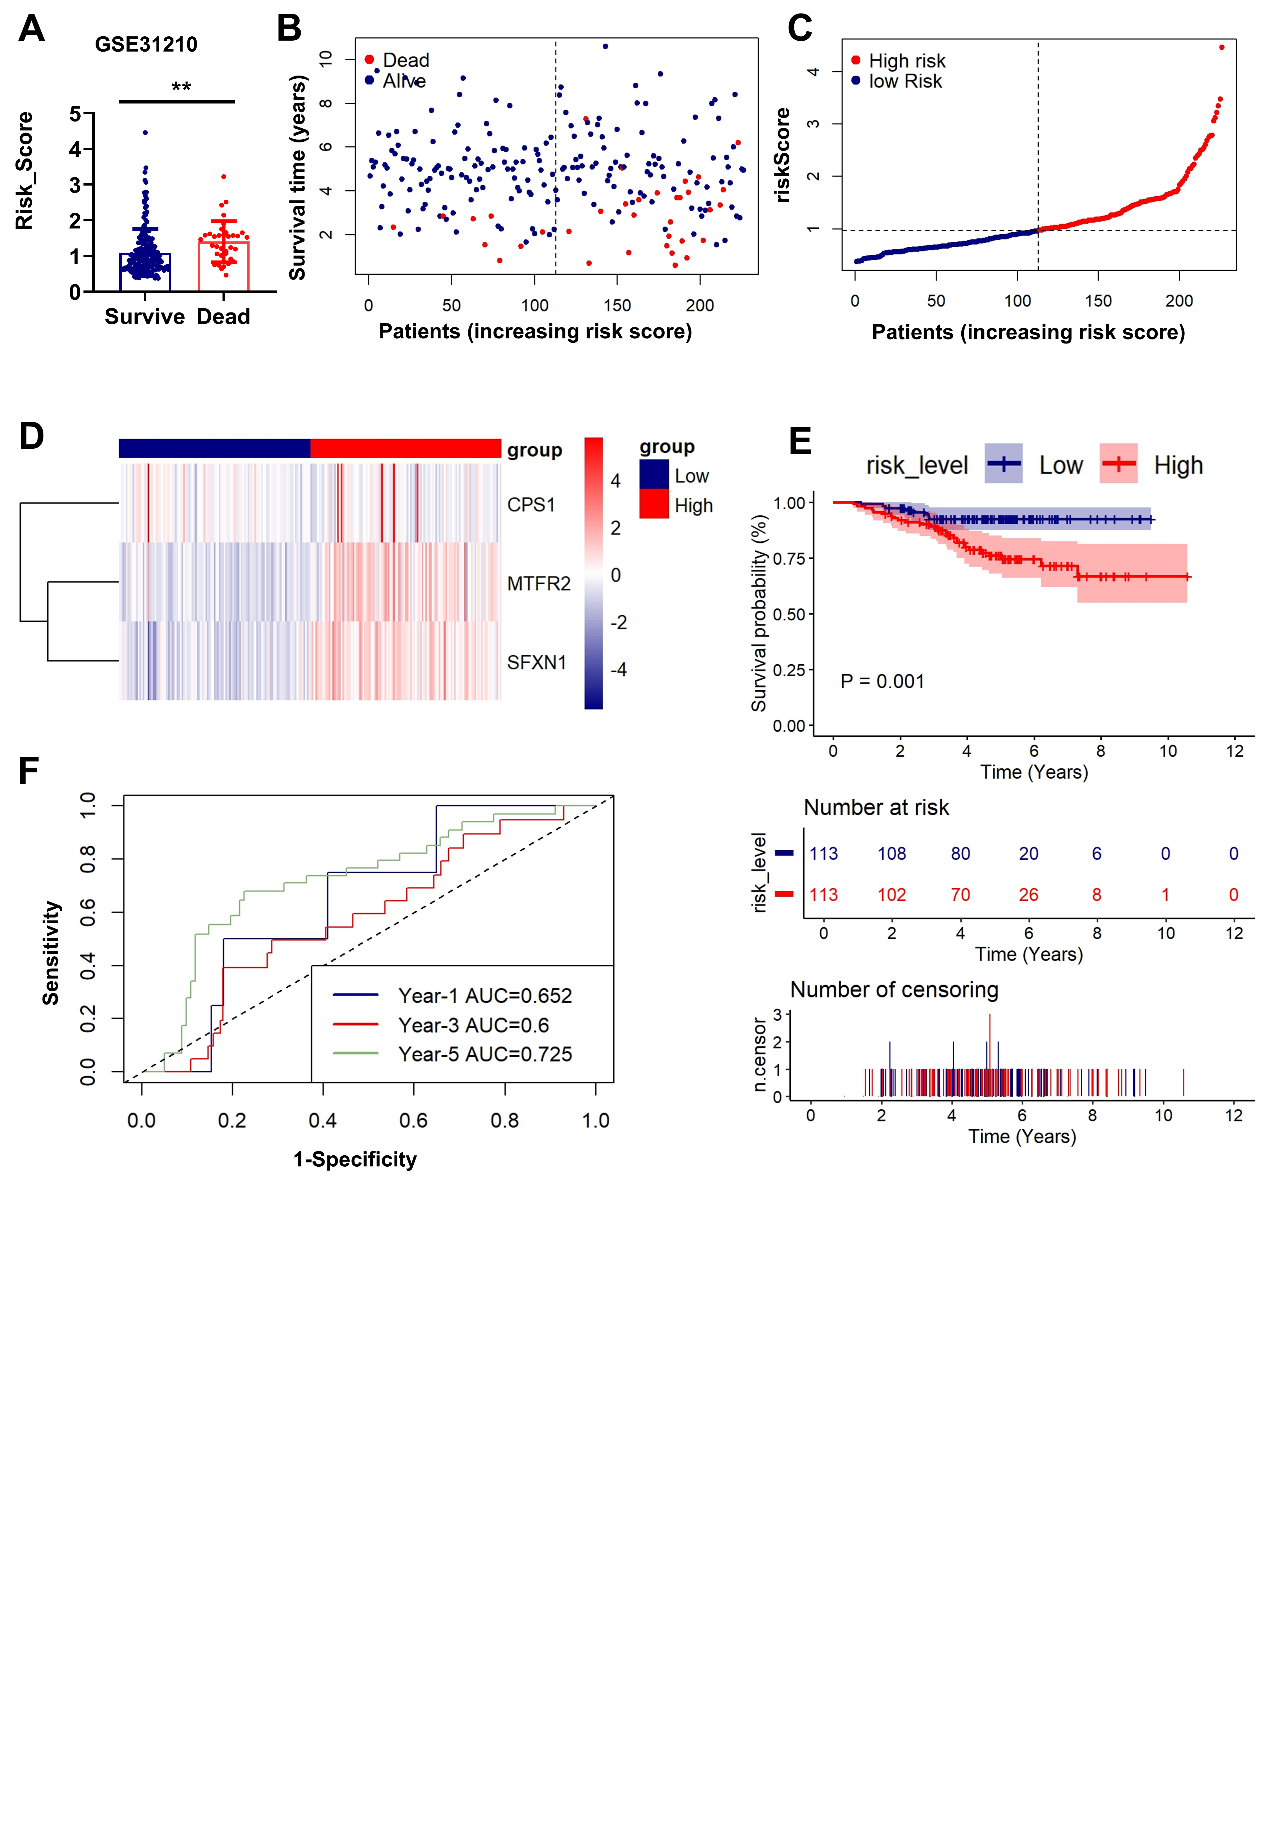 A
GSE31210
**
Risk_Score
5
4
3
2
1
0
Survive Dead
B
Dead
Alive
Survival time (years)
10
8
6
4
2
0 50 100 150 200
Patients (increasing risk score)
C
High risk
low Risk
riskScore
4
3
2
1
0 50 100 150 200
Patients (increasing risk score)
D
group
CPS1
MTFR2
SFXN1
4
2
0
-2
-4
group
Low
High
E
risk_level Low High
Survival probability (%)
1.00
0.75
0.50
0.25
0.00
P = 0.001
0 2 4 6 8 10 12
Time (Years)
Number at risk
risk_level
113 108 80 20 6 0 0
113 102 70 26 8 1 0
0 2 4 6 8 10 12
Time (Years)
Number of censoring
n.censor
3
2
1
0
0 2 4 6 8 10 12
Time (Years)
F
Sensitivity
1.0
0.8
0.6
0.4
0.2
0.0
Year-1 AUC=0.652
Year-3 AUC=0.6
Year-5 AUC=0.725
0.0 0.2 0.4 0.6 0.8 1.0
1-Specificity